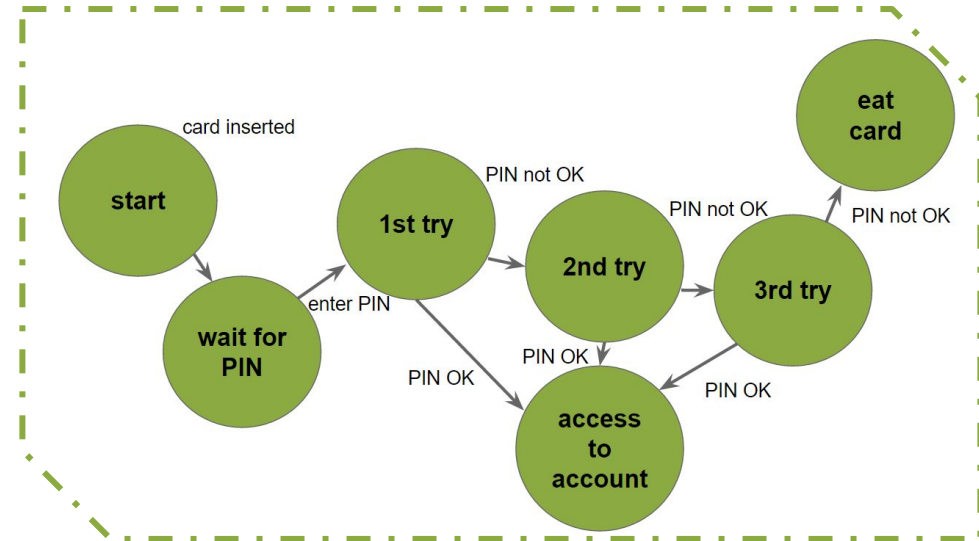 card inserted
start
wait for
PIN
enter PIN
1st try
PIN not OK
2nd try
PIN not OK
3rd try
PIN not OK
eat
card
PIN OK
PIN OK
PIN OK
access
to
account